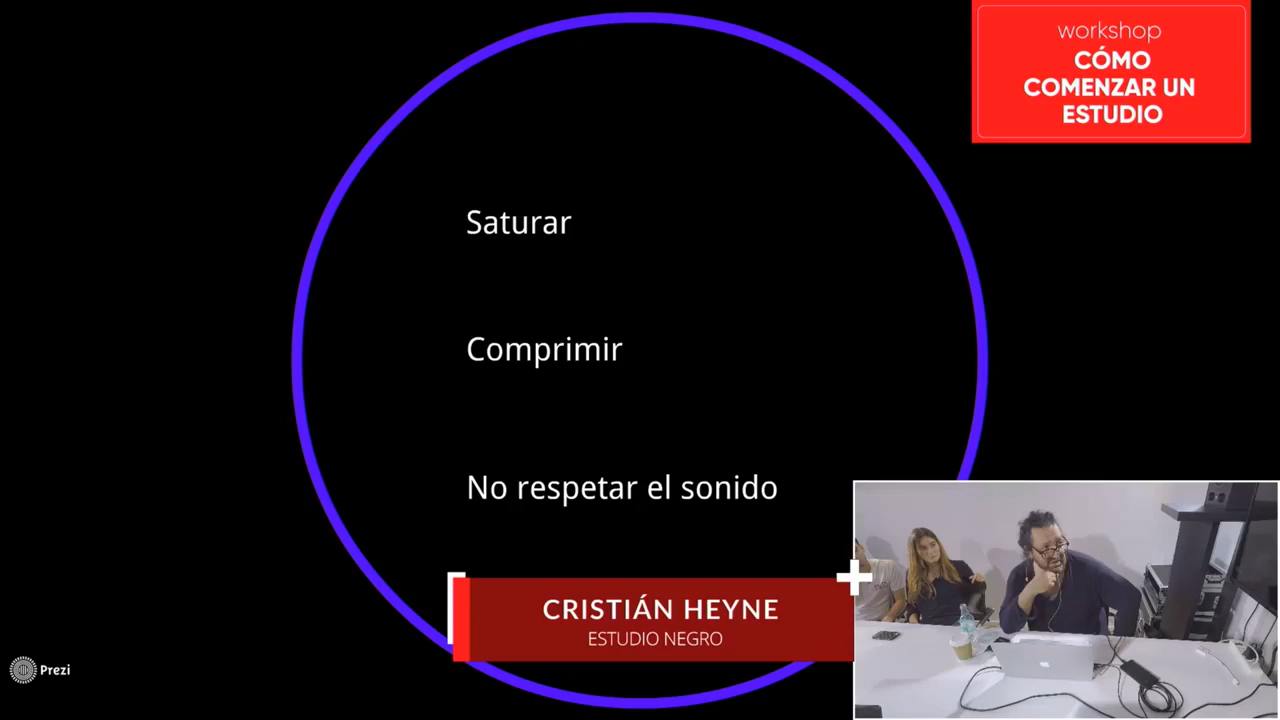 workshop
CÓMO
COMENZAR UN
ESTUDIO
Saturar
Comprimir
No respetar el sonido
CRISTIÁN HEYNE
ESTUDIO NEGRO
Prezi